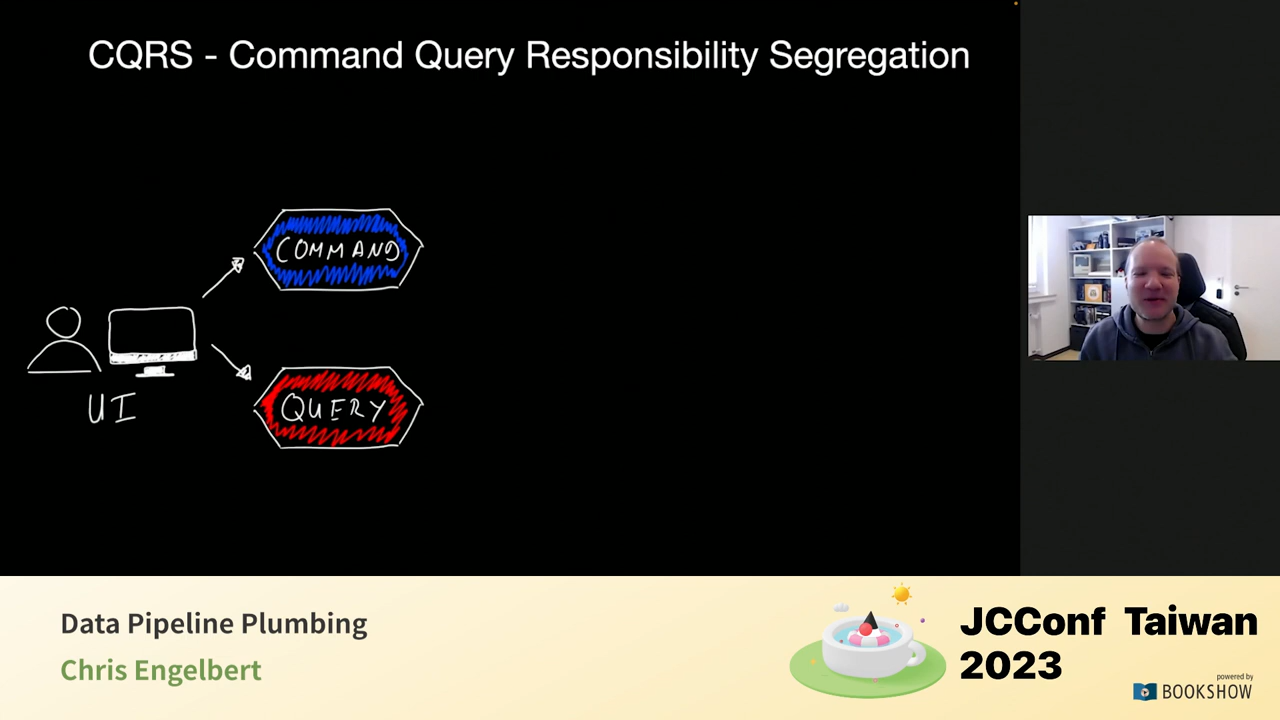 CQRS - Command Query Responsibility Segregation
COMMAND
UI
QUERY
Data Pipeline Plumbing
Chris Engelbert
JCConf Taiwan
2023
powered by
BOOKSHOW